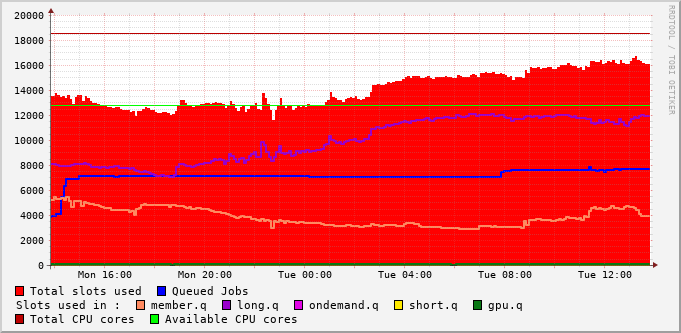 20000
18000
16000
14000
12000
10000
8000
6000
4000
2000
0
Mon 16:00 Mon 20:00 Tue 00:00 Tue 04:00 Tue 08:00 Tue 12:00
Total slots used Queued Jobs
Slots used in : member.q long.q ondemand.q short.q gpu.q
Total CPU cores Available CPU cores
RRDTOOL / TOBI OETIKER